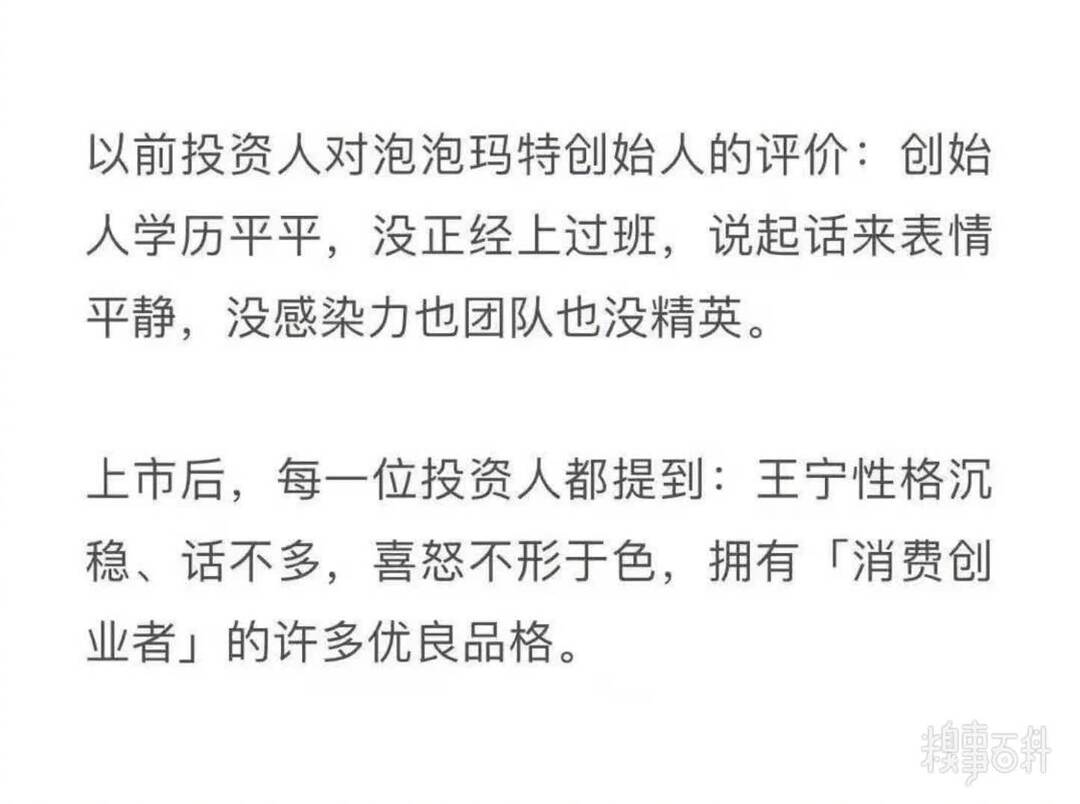 以前投资人对泡泡玛特创始人的评价：创始
人学历平平，没正经上过班，说起话来表情
平静，没感染力也团队也没精英。
上市后，每一位投资人都提到：王宁性格沉
稳、话不多，喜怒不形于色，拥有「消费创
业者」的许多优良品格。
糗事百科